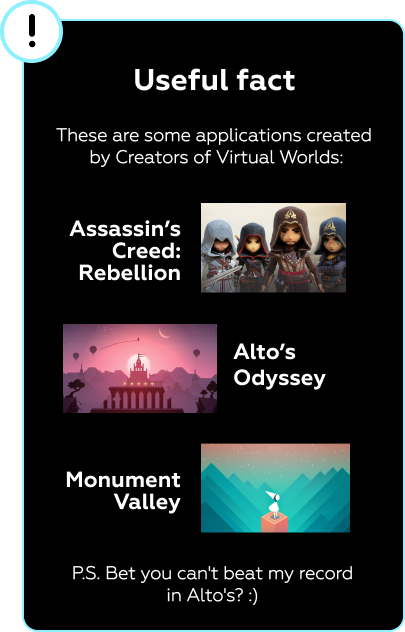 !
Useful fact
These are some applications created
by Creators of Virtual Worlds:
Assassin’s
Creed:
Rebellion
Alto’s
Odyssey
Monument
Valley
P.S. Bet you can't beat my record
in Alto's? :)